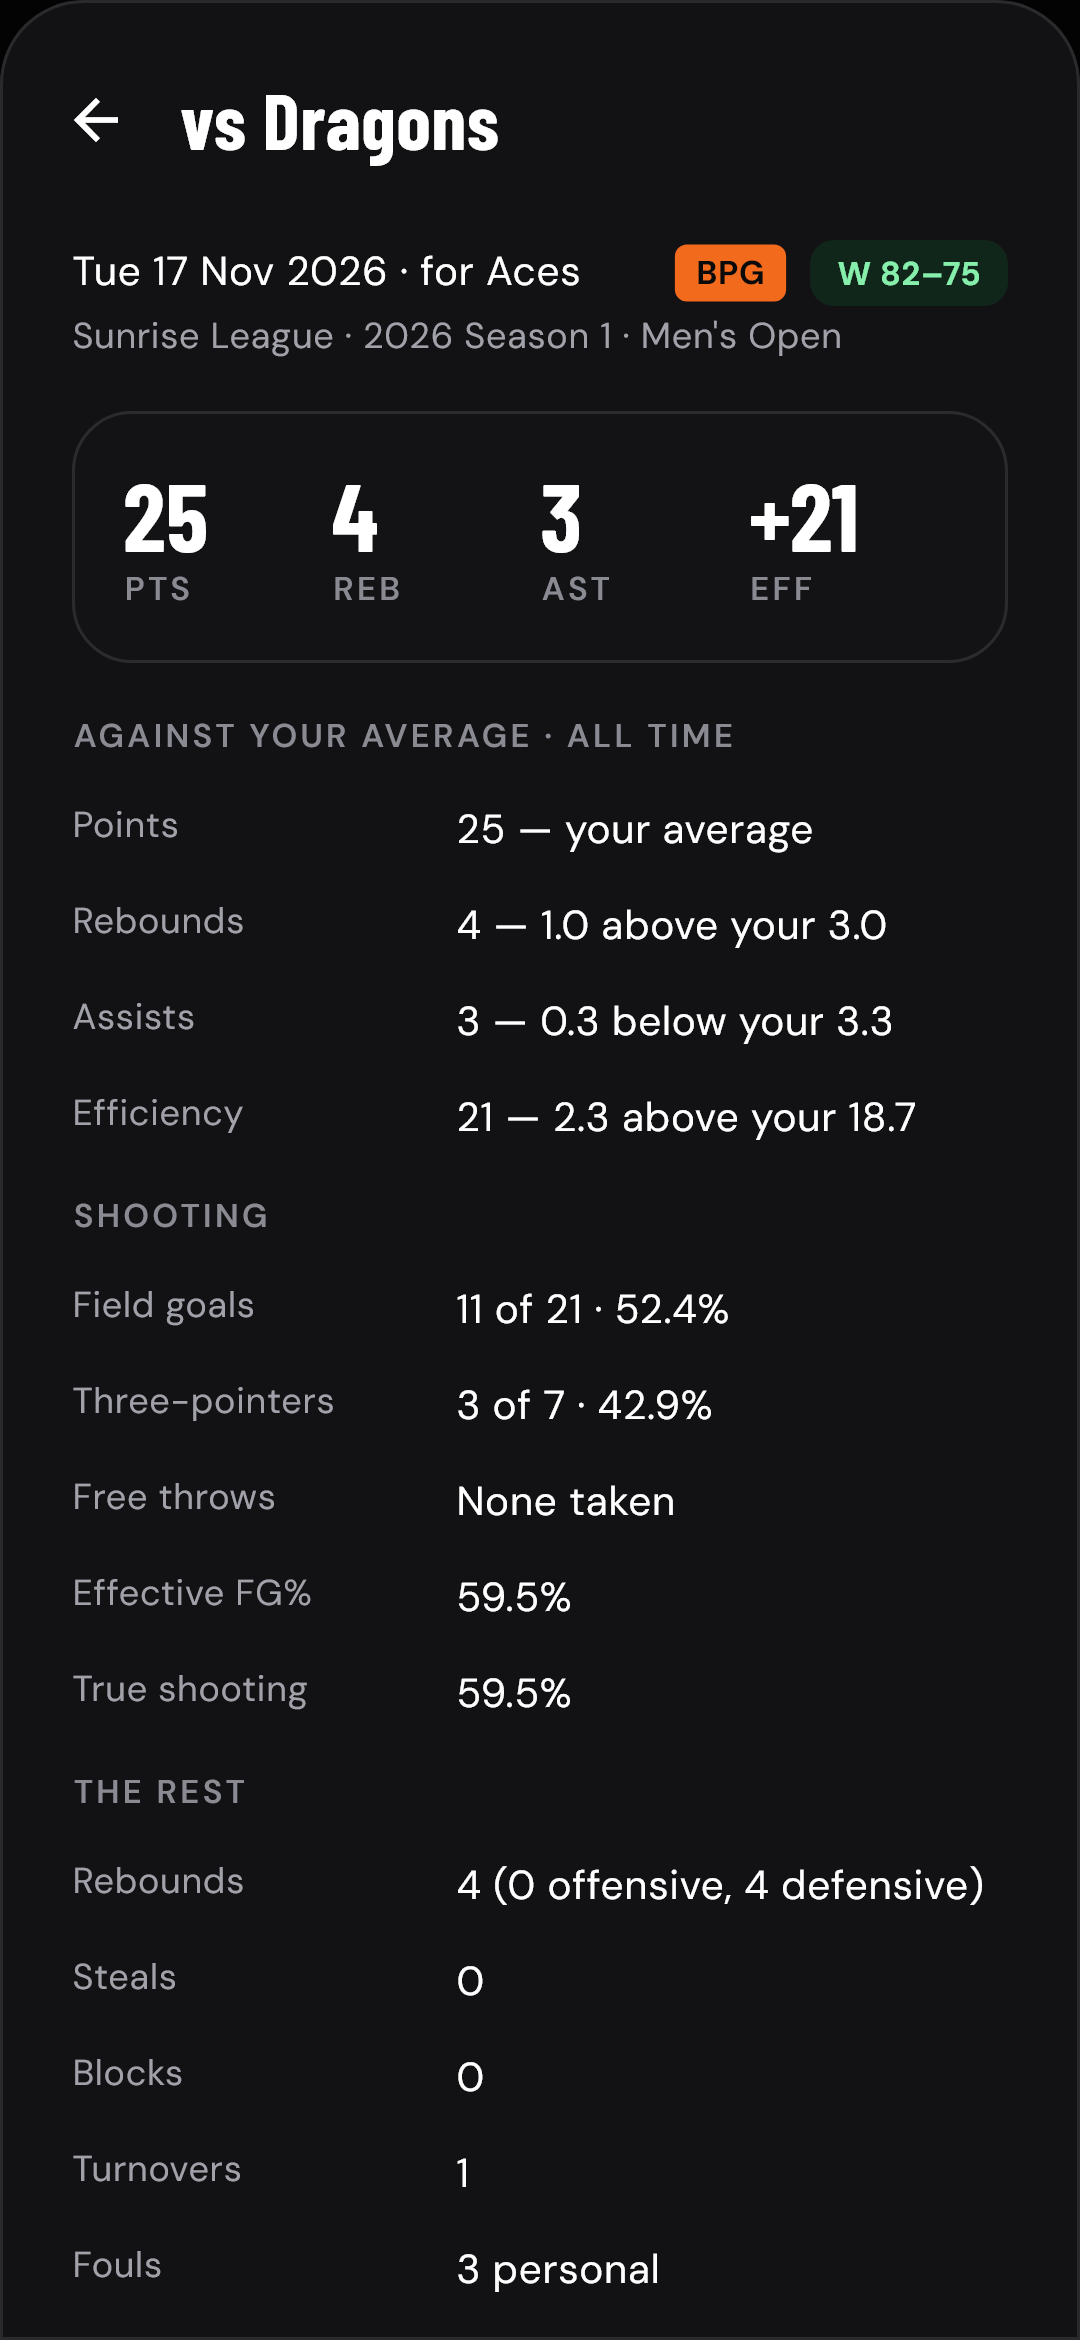 vs Dragons
Tue 17 Nov 2026 · for Aces BPG W 82–75
Sunrise League · 2026 Season 1 · Men's Open
25 4 3 +21
PTS REB AST EFF
AGAINST YOUR AVERAGE · ALL TIME
Points 25 — your average
Rebounds 4 — 1.0 above your 3.0
Assists 3 — 0.3 below your 3.3
Efficiency 21 — 2.3 above your 18.7
SHOOTING
Field goals 11 of 21 · 52.4%
Three-pointers 3 of 7 · 42.9%
Free throws None taken
Effective FG% 59.5%
True shooting 59.5%
THE REST
Rebounds 4 (0 offensive, 4 defensive)
Steals 0
Blocks 0
Turnovers 1
Fouls 3 personal